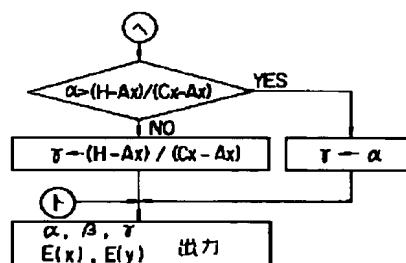 ヘ
α>(H-Ax)/(Cx-Ax)
YES
NO
γ←(H-Ax)/(Cx-Ax)
γ←α
ト
α, β, γ
E(x), E(y) 出力